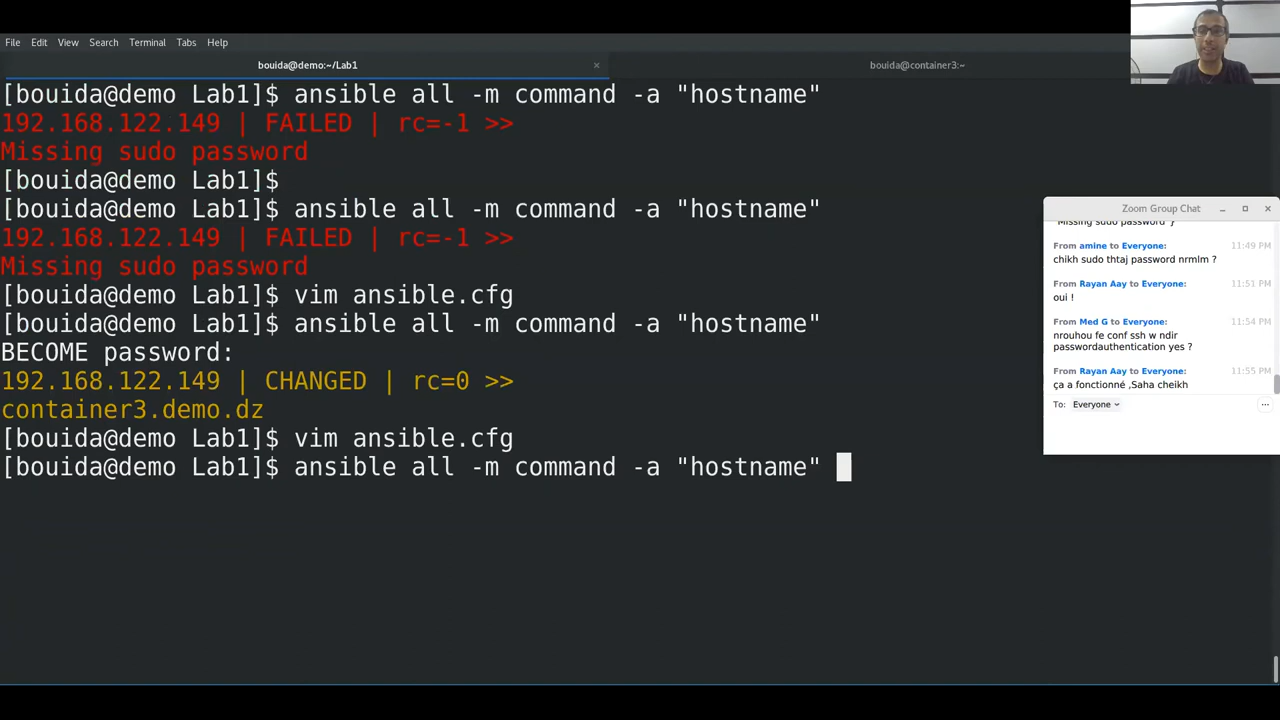 File Edit View Search Terminal Tabs Help
bouida@demo:~/Lab1 ×
bouida@container3:~
[bouida@demo Lab1]$ ansible all -m command -a "hostname"
192.168.122.149 | FAILED | rc=-1 >>
Missing sudo password
[bouida@demo Lab1]$
[bouida@demo Lab1]$ ansible all -m command -a "hostname"
192.168.122.149 | FAILED | rc=-1 >>
Missing sudo password
[bouida@demo Lab1]$ vim ansible.cfg
[bouida@demo Lab1]$ ansible all -m command -a "hostname"
BECOME password:
192.168.122.149 | CHANGED | rc=0 >>
container3.demo.dz
[bouida@demo Lab1]$ vim ansible.cfg
[bouida@demo Lab1]$ ansible all -m command -a "hostname"
Zoom Group Chat
"Missing sudo password" }
From amine to Everyone: 11:49 PM
chikh sudo thtaj password nrmlm ?
From Rayan Aay to Everyone: 11:51 PM
oui !
From Med G to Everyone: 11:54 PM
nrouhou fe conf ssh w ndir
passwordauthentication yes ?
From Rayan Aay to Everyone: 11:55 PM
ça a fonctionné ,Saha cheikh
To: Everyone